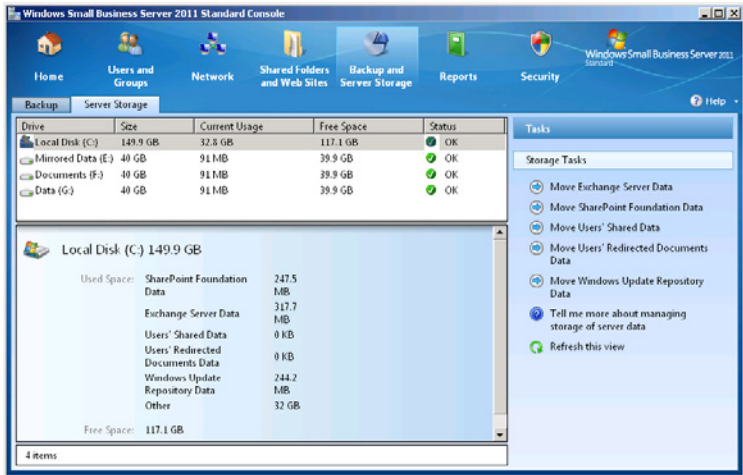 Windows Small Business Server 2011 Standard Console
Home
Users and
Groups
Network
Shared Folders
and Web Sites
Backup and
Server Storage
Reports
Security
Windows Small Business Server 2011
Standard
Backup
Server Storage
Help
Drive Size Current Usage Free Space Status
Local Disk (C:) 149.9 GB 32.8 GB 117.1 GB OK
Mirrored Data (E:) 40 GB 91 MB 39.9 GB OK
Documents (F:) 40 GB 91 MB 39.9 GB OK
Data (G:) 40 GB 91 MB 39.9 GB OK
Local Disk (C:) 149.9 GB
Used Space: SharePoint Foundation 247.5
Data MB
Exchange Server Data 317.7
MB
Users' Shared Data 0 KB
Users' Redirected
Documents Data 0 KB
Windows Update 244.2
Repository Data MB
Other 32 GB
Free Space: 117.1 GB
4 items
Tasks
Storage Tasks
Move Exchange Server Data
Move SharePoint Foundation Data
Move Users' Shared Data
Move Users' Redirected Documents
Data
Move Windows Update Repository
Data
Tell me more about managing
storage of server data
Refresh this view